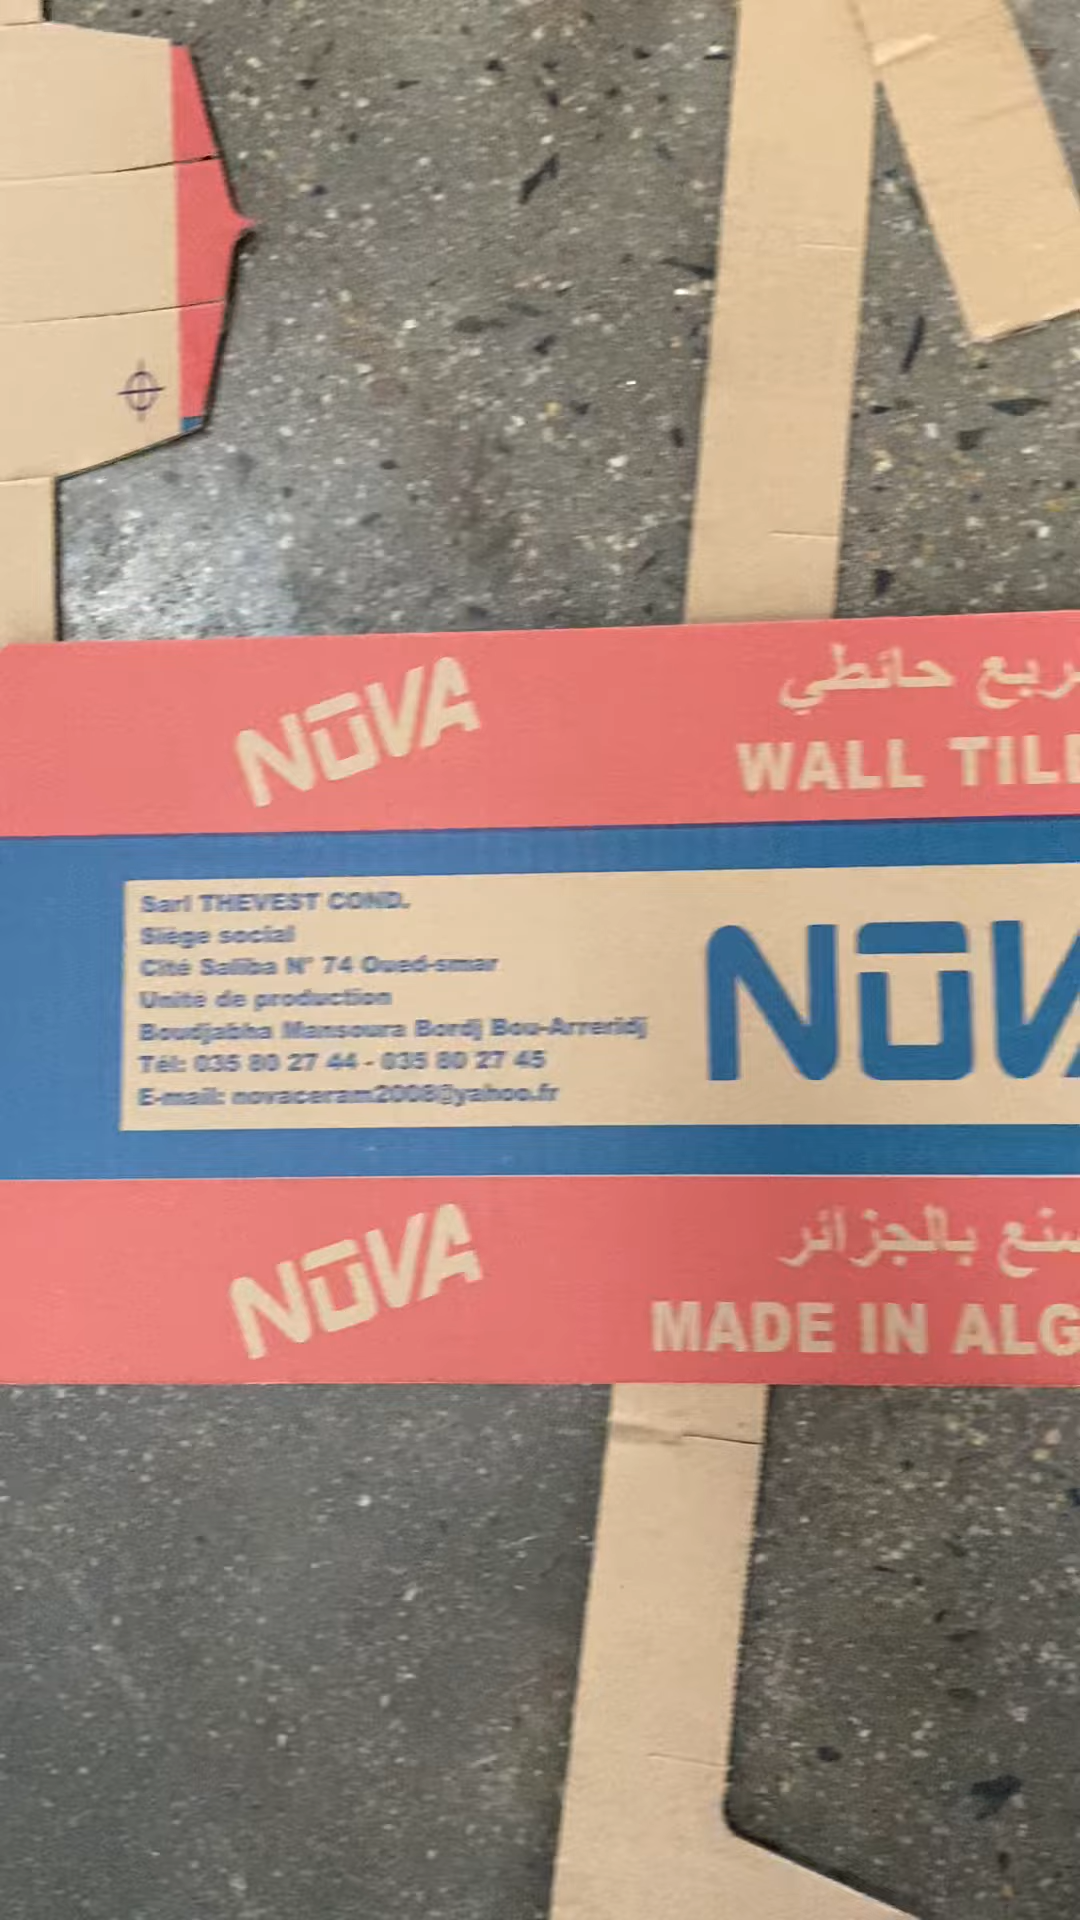 NOVA
ربع حائطي
WALL TILE
Sarl THEVEST COND.
Siège social
Cité Saliba N° 74 Oued-smar
Unité de production
Boudjabha Mansoura Bordj Bou-Arreridj
Tél: 035 80 27 44 - 035 80 27 45
E-mail: novaceram2008@yahoo.fr
NOV
NOVA
صنع بالجزائر
MADE IN ALG